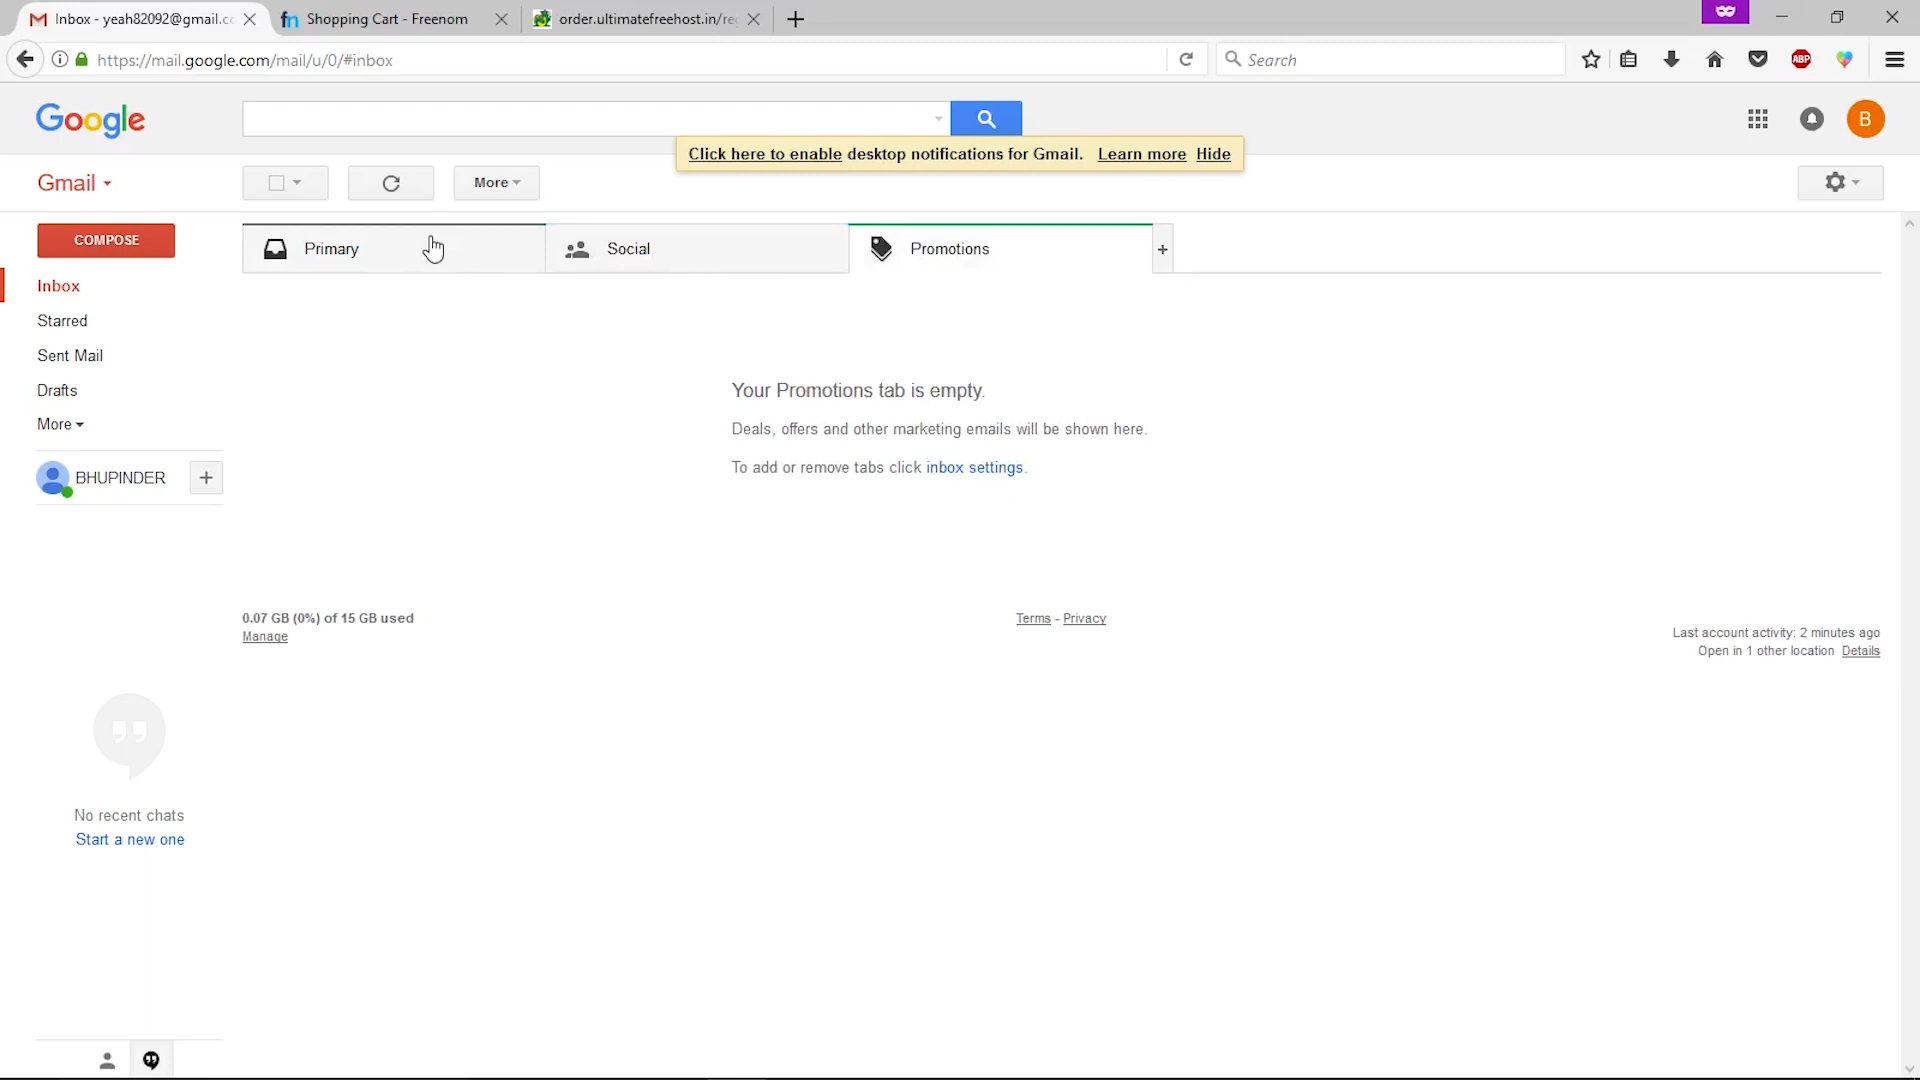 Inbox - yeah82092@gmail.c
Shopping Cart - Freenom
order.ultimatefreehost.in/re
https://mail.google.com/mail/u/0/#inbox
Search
ABP
Google
B
Click here to enable desktop notifications for Gmail. Learn more Hide
Gmail
More
COMPOSE
Primary
Social
Promotions
+
Inbox
Starred
Sent Mail
Drafts
More
BHUPINDER
+
Your Promotions tab is empty.
Deals, offers and other marketing emails will be shown here.
To add or remove tabs click inbox settings.
0.07 GB (0%) of 15 GB used
Manage
Terms - Privacy
Last account activity: 2 minutes ago
Open in 1 other location Details
No recent chats
Start a new one